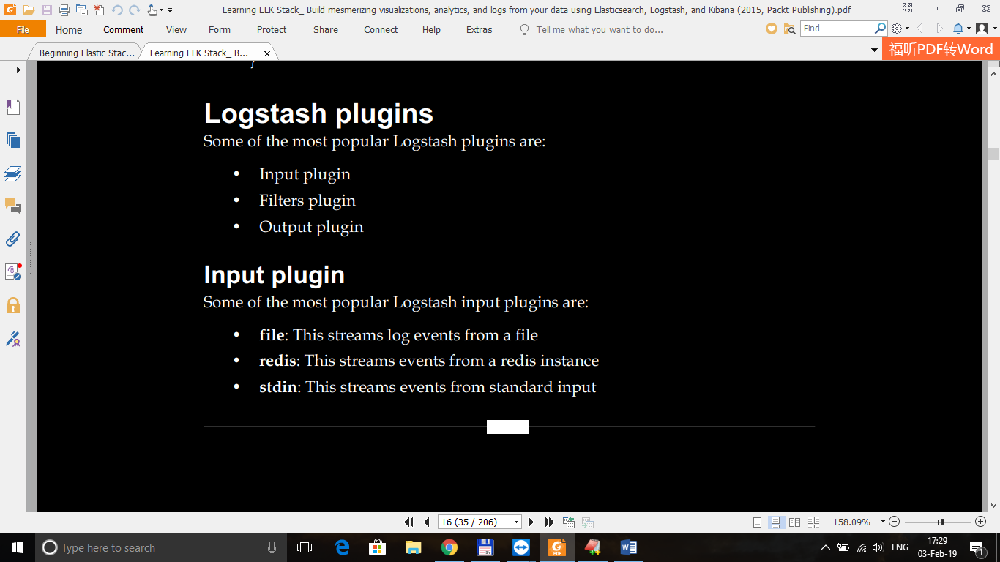 Learning ELK Stack_ Build mesmerizing visualizations, analytics, and logs from your data using Elasticsearch, Logstash, and Kibana (2015, Packt Publishing).pdf
File Home Comment View Form Protect Share Connect Help Extras Tell me what you want to do... Find
Beginning Elastic Stac... Learning ELK Stack_ B... 福昕PDF转Word
}
Logstash plugins
Some of the most popular Logstash plugins are:
• Input plugin
• Filters plugin
• Output plugin
Input plugin
Some of the most popular Logstash input plugins are:
• file: This streams log events from a file
• redis: This streams events from a redis instance
• stdin: This streams events from standard input
16 (35 / 206) 158.09%
Type here to search
ENG
17:29
03-Feb-19
1